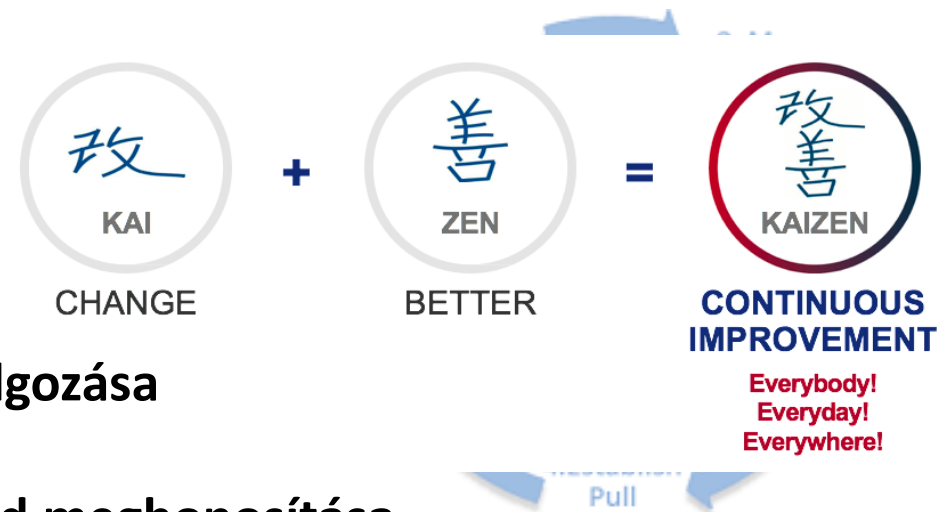 改 + 善 = 改善
KAI ZEN KAIZEN
CHANGE BETTER CONTINUOUS
IMPROVEMENT
lgozása
Everybody!
Everyday!
Everywhere!
Pull